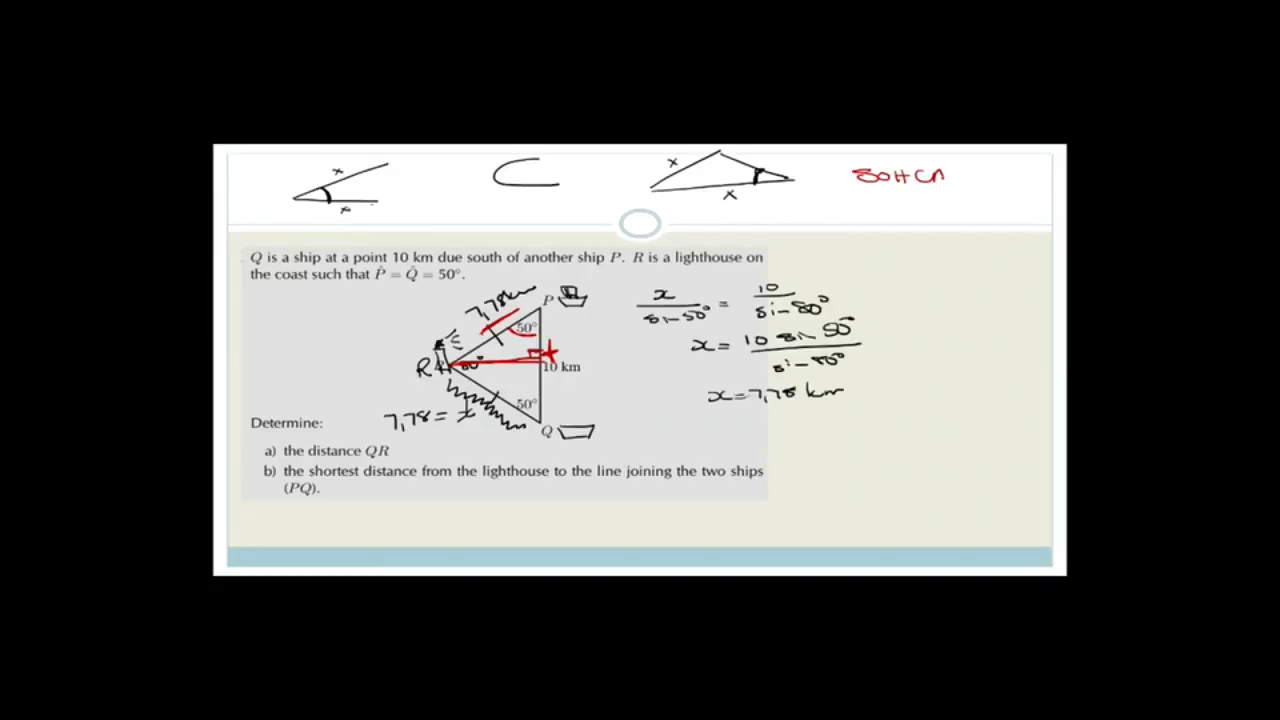 x x
x x
SOHCA
Q is a ship at a point 10 km due south of another ship P. R is a lighthouse on
the coast such that P̂ = Q̂ = 50°.
7,78km
P
50°
R 80°
10 km
50°
7,78 = x
Q
x / sin 50° = 10 / sin 80°
x = 10 sin 50° / sin 80°
x = 7,78 km
Determine:
a) the distance QR
b) the shortest distance from the lighthouse to the line joining the two ships
(PQ).